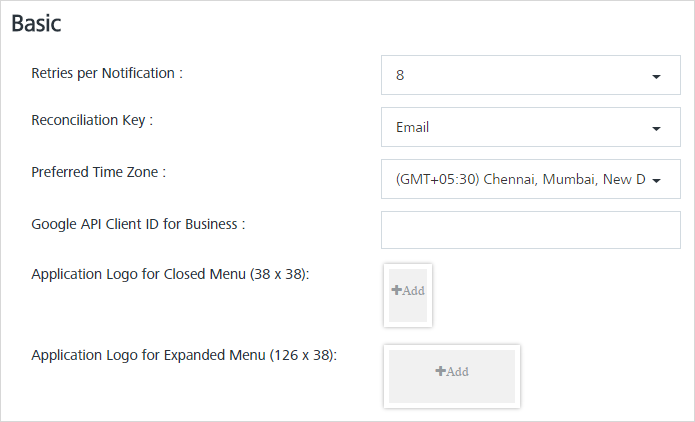 Basic
Retries per Notification : 8
Reconciliation Key : Email
Preferred Time Zone : (GMT+05:30) Chennai, Mumbai, New D
Google API Client ID for Business :
Application Logo for Closed Menu (38 x 38): +Add
Application Logo for Expanded Menu (126 x 38): +Add